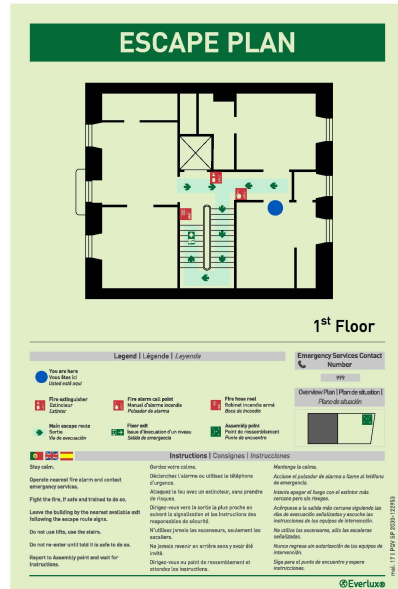 ESCAPE PLAN
1st Floor
Legend | Légende | Leyenda
You are here
Vous êtes ici
Usted está aquí
Fire extinguisher
Extincteur
Extintor
Fire alarm call point
Manuel d'alarme incendie
Pulsador de alarma
Fire hose reel
Robinet incendie armé
Boca de Incendio
Main escape route
Sortie
Vía de evacuación
Floor exit
Issue d'évacuation d'un niveau
Salida de emergencia
Assembly point
Point de rassemblement
Punto de encuentro
Emergency Services Contact
Number
999
Overview Plan | Plan de situation |
Plano de situación
Instructions | Consignes | Instrucciones
Stay calm.
Operate nearest fire alarm and contact
emergency services.
Fight the fire, if safe and trained to do so.
Leave the building by the nearest available exit
following the escape route signs.
Do not use lifts, use the stairs.
Do not re-enter until told it is safe to do so.
Report to Assembly point and wait for
instructions.
Gardez votre calme.
Déclenchez l'alarme ou utilisez le téléphone
d'urgence.
Attaquez le feu avec un extincteur, sans prendre
de risques.
Dirigez-vous vers la sortie la plus proche en
suivant la signalisation et les instructions des
responsables de sécurité.
N'utilisez jamais les ascenseurs, seulement les
escaliers.
Ne jamais revenir en arrière sans y avoir été
invité.
Dirigez-vous au point de rassemblement et
attendez les instructions.
Mantenga la calma.
Accione el pulsador de alarma o llame al teléfono
de emergencia.
Intente apagar el fuego con el extintor más
cercano pero sin riesgos.
Acérquese a la salida más cercana siguiendo las
vías de evacuación señalizadas y escuche las
instrucciones de los equipos de intervención.
No utilice los ascensores, sólo las escaleras
señalizadas.
Nunca regrese sin autorización de los equipos de
intervención.
Siga para el punto de encuentro y espere
instrucciones.
Everlux®